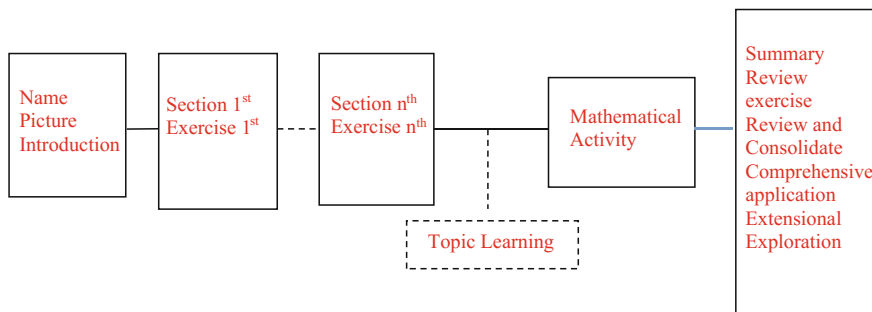 Name
Picture
Introduction
Section 1st
Exercise 1st
Section nth
Exercise nth
Topic Learning
Mathematical
Activity
Summary
Review
exercise
Review and
Consolidate
Comprehensive
application
Extensional
Exploration